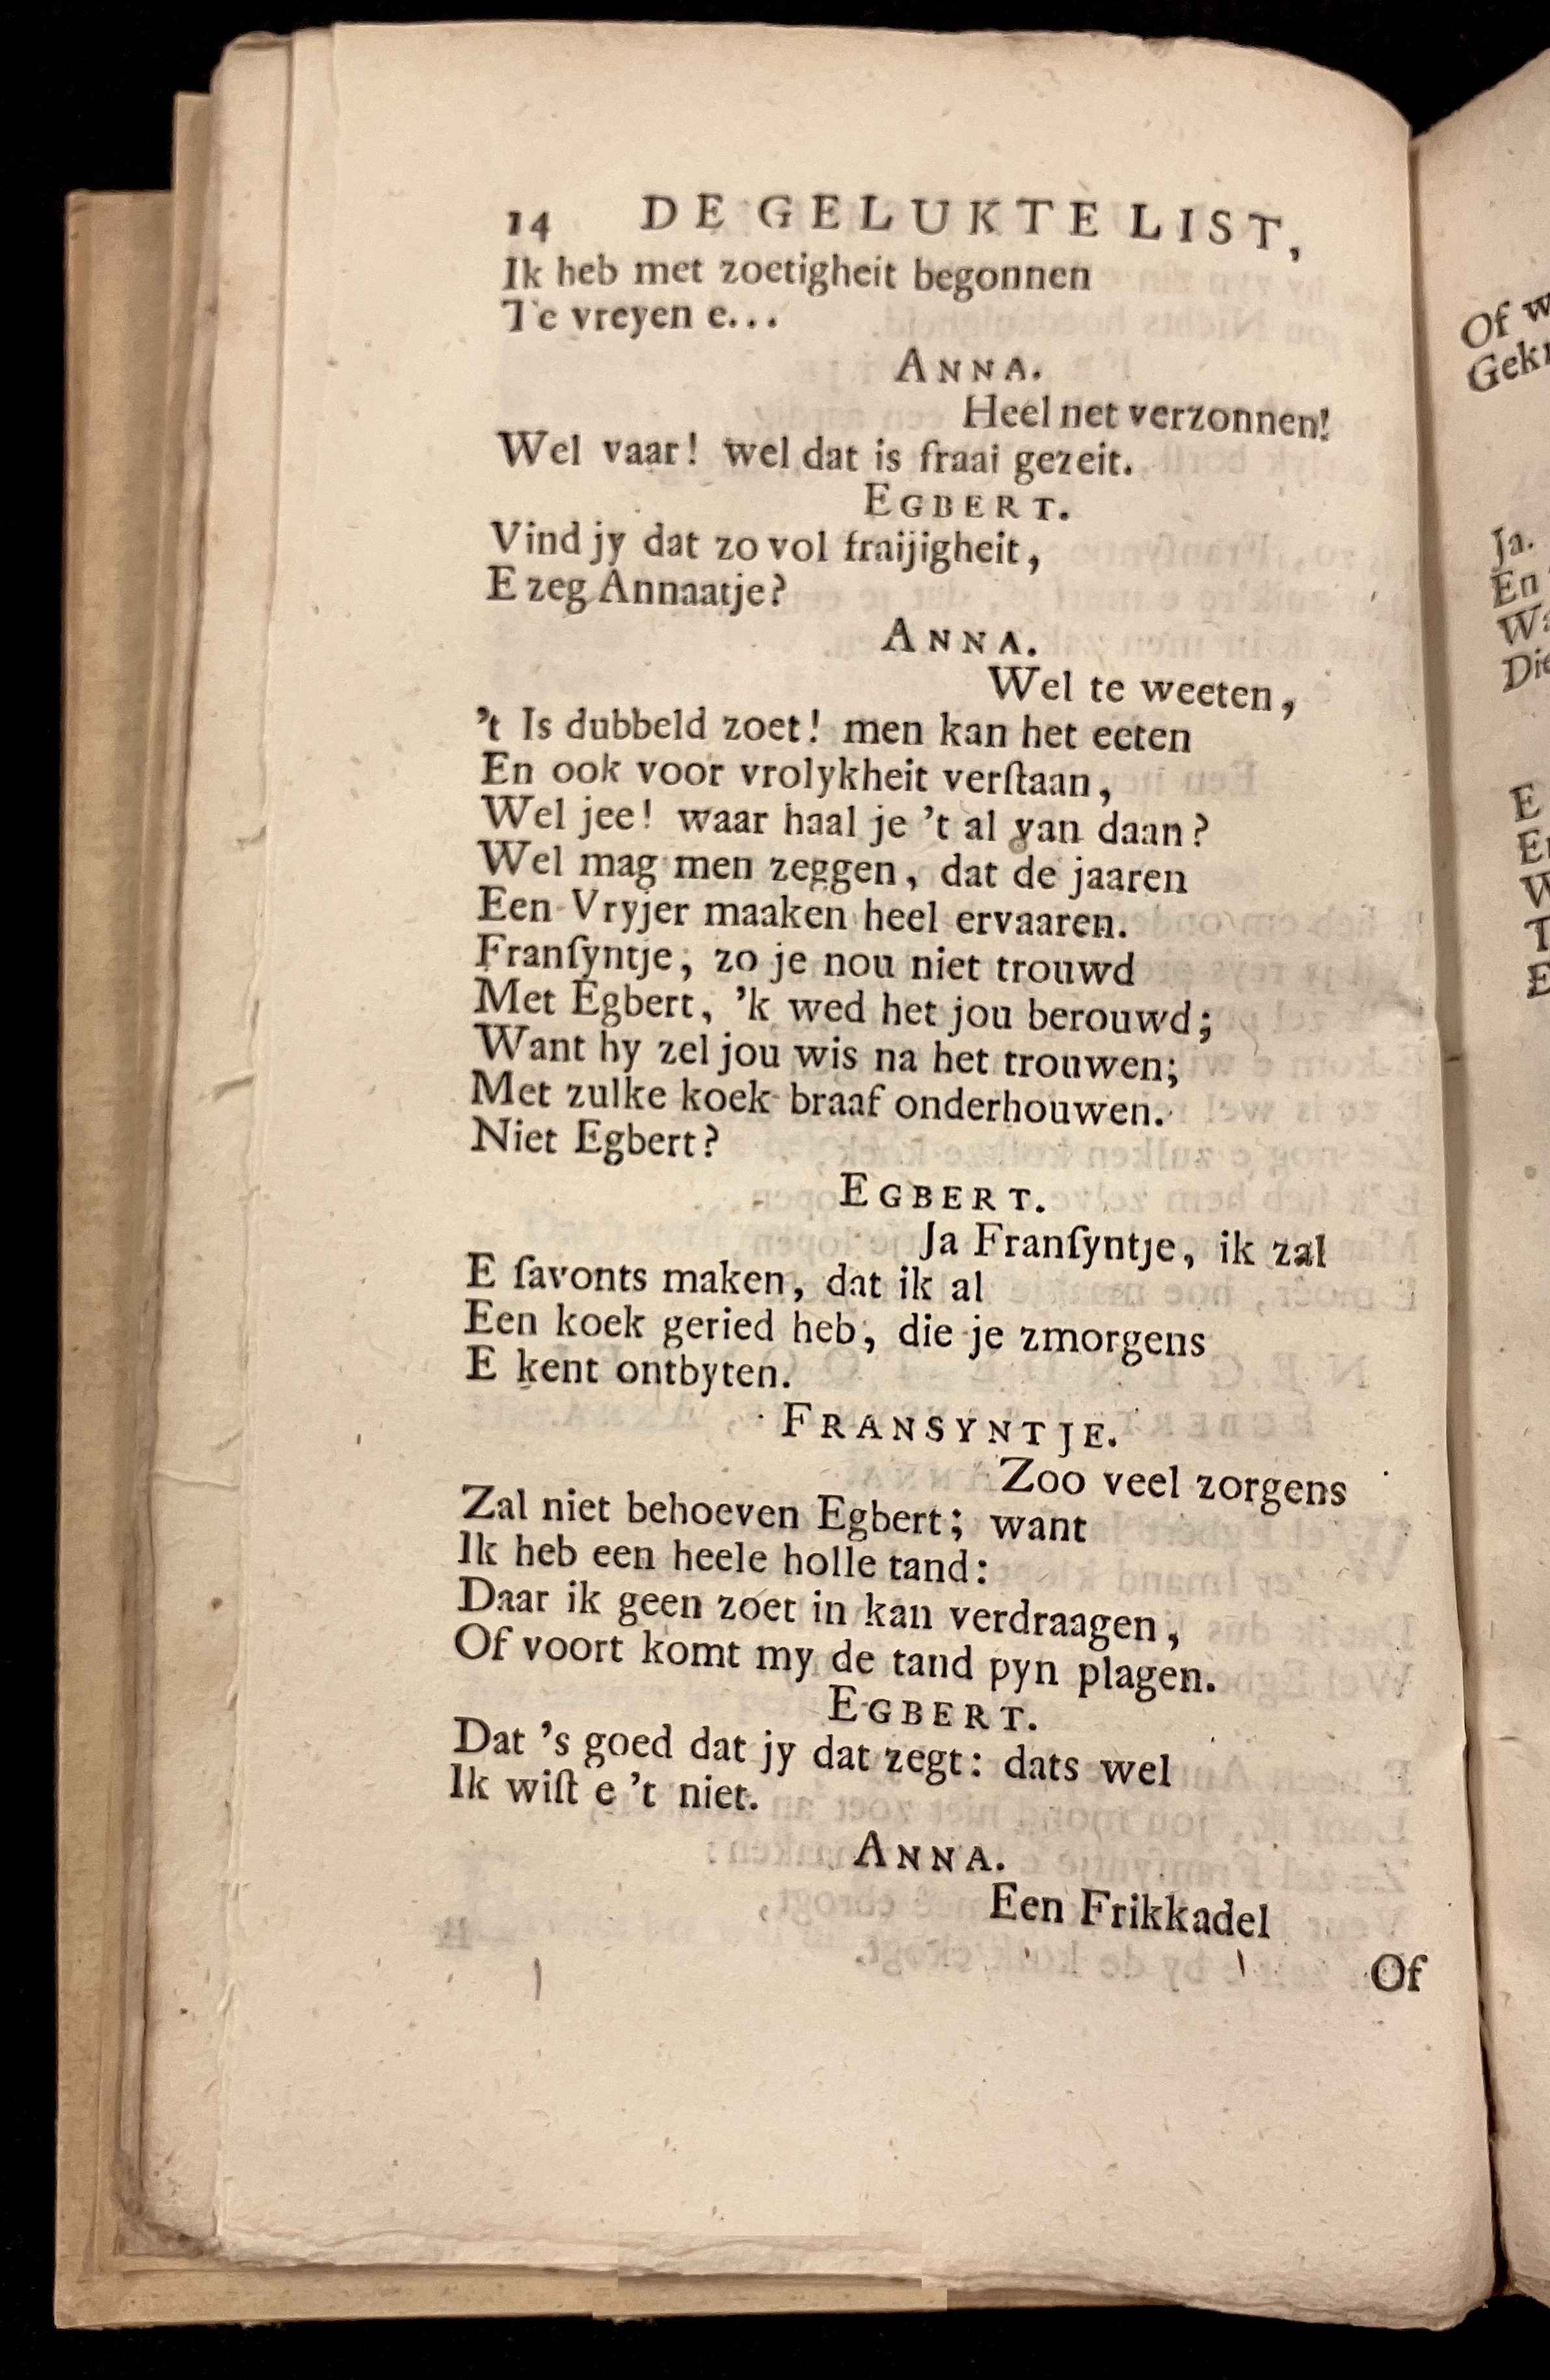 14 DE GELUKTE LIST,
Ik heb met zoetigheit begonnen
Te vreyen e...
ANNA.
Heel net verzonnen!
Wel vaar! wel dat is fraai gezeit.
EGBERT.
Vind jy dat zo vol fraijigheit,
E zeg Annaatje?
ANNA.
Wel te weeten,
't Is dubbeld zoet! men kan het eeten
En ook voor vrolykheit verſtaan,
Wel jee! waar haal je 't al van daan?
Wel mag men zeggen, dat de jaaren
Een Vryjer maaken heel ervaaren.
Franſyntje, zo je nou niet trouwd
Met Egbert, 'k wed het jou berouwd;
Want hy zel jou wis na het trouwen;
Met zulke koek braaf onderhouwen.
Niet Egbert?
EGBERT.
Ja Franſyntje, ik zal
E ſavonts maken, dat ik al
Een koek geried heb, die je zmorgens
E kent ontbyten.
FRANSYNTJE.
Zoo veel zorgens
Zal niet behoeven Egbert; want
Ik heb een heele holle tand:
Daar ik geen zoet in kan verdraagen,
Of voort komt my de tand pyn plagen.
EGBERT.
Dat 's goed dat jy dat zegt: dats wel
Ik wiſt e 't niet.
ANNA.
Een Frikkadel
Of
Of
Ja.
En
Die
E